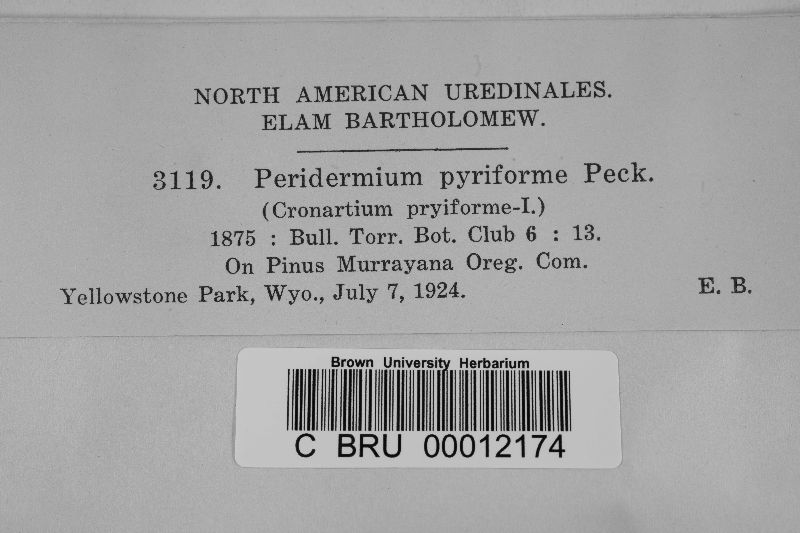 NORTH AMERICAN UREDINALES.
ELAM BARTHOLOMEW.
3119. Peridermium pyriforme Peck.
(Cronartium pryiforme-I.)
1875 : Bull. Torr. Bot. Club 6 : 13.
On Pinus Murrayana Oreg. Com.
Yellowstone Park, Wyo., July 7, 1924. E. B.
Brown University Herbarium
C BRU 00012174